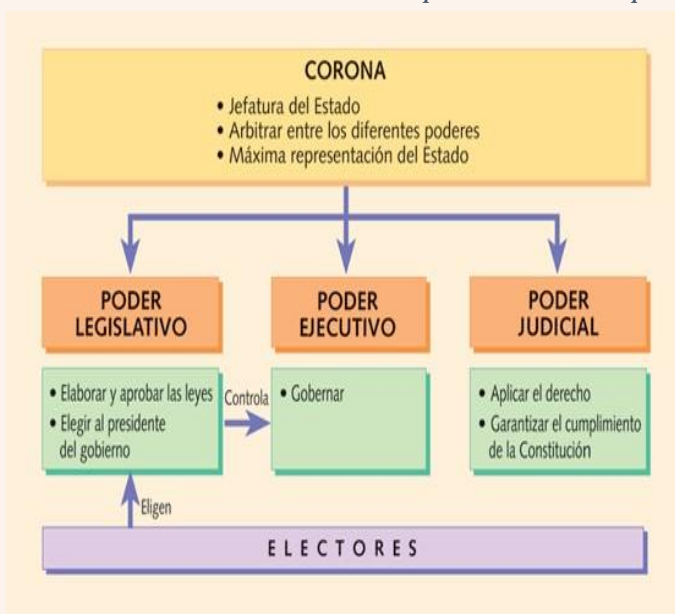 CORONA
• Jefatura del Estado
• Arbitrar entre los diferentes poderes
• Máxima representación del Estado
PODER
LEGISLATIVO
PODER
EJECUTIVO
PODER
JUDICIAL
• Elaborar y aprobar las leyes
• Elegir al presidente
del gobierno
Controla
• Gobernar
• Aplicar el derecho
• Garantizar el cumplimiento
de la Constitución
Eligen
ELECTORES